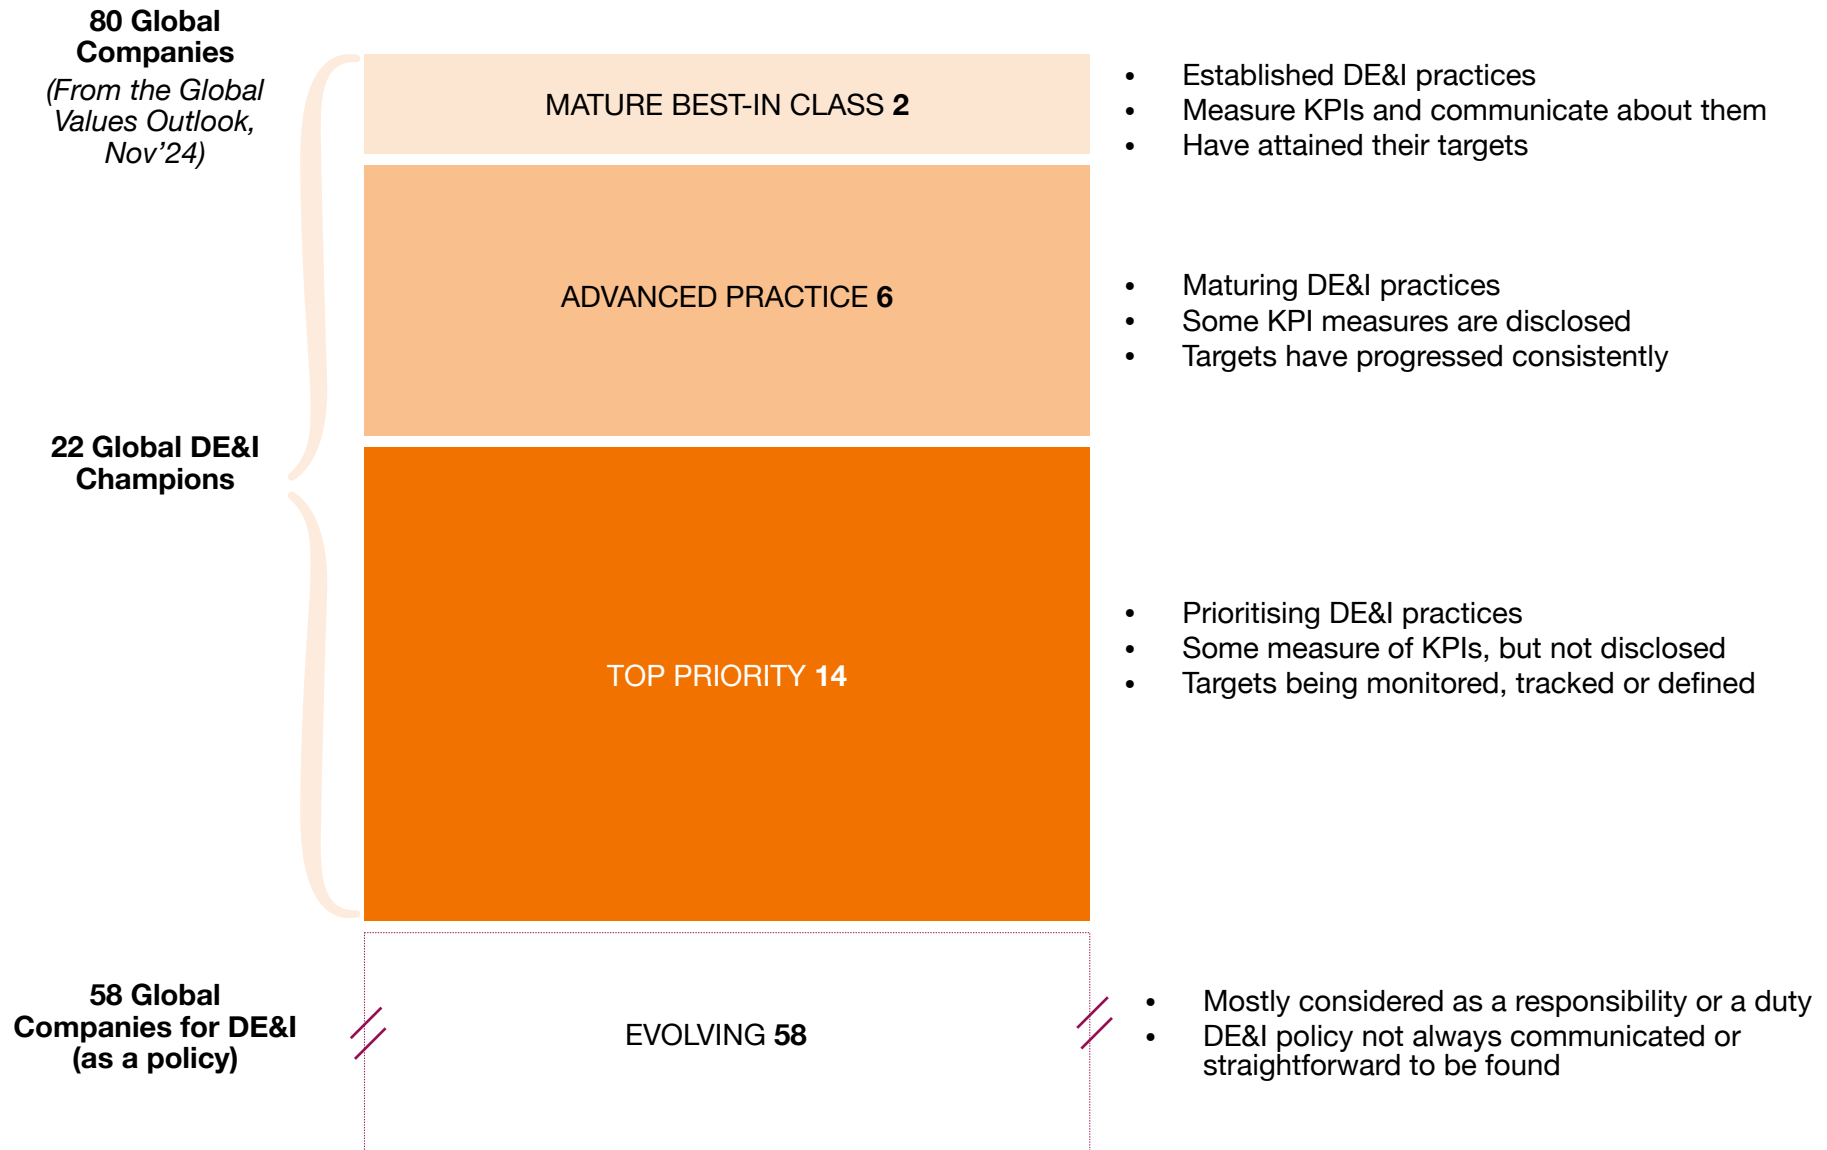 80 Global
Companies
(From the Global
Values Outlook,
Nov’24)
MATURE BEST-IN CLASS 2
• Established DE&I practices
• Measure KPIs and communicate about them
• Have attained their targets
ADVANCED PRACTICE 6
• Maturing DE&I practices
• Some KPI measures are disclosed
• Targets have progressed consistently
22 Global DE&I
Champions
TOP PRIORITY 14
• Prioritising DE&I practices
• Some measure of KPIs, but not disclosed
• Targets being monitored, tracked or defined
58 Global
Companies for DE&I
(as a policy)
EVOLVING 58
• Mostly considered as a responsibility or a duty
• DE&I policy not always communicated or
straightforward to be found